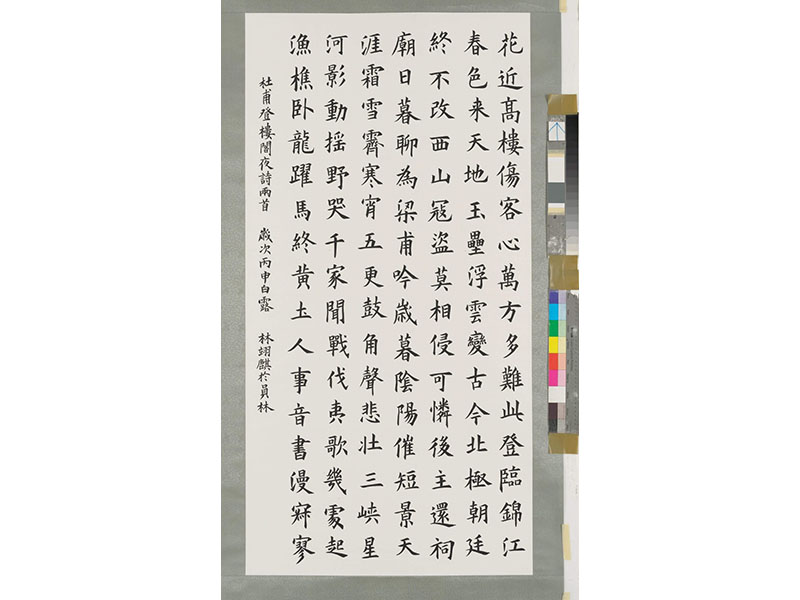 花近高樓傷客心萬方多難此登臨錦江
春色来天地玉壘浮雲變古今北極朝廷
終不改西山寇盜莫相侵可憐後主還祠
廟日暮聊為梁甫吟歲暮陰陽催短景天
涯霜雪霽寒宵五更鼓角聲悲壯三峽星
河影動搖野哭千家聞戰伐夷歌幾處起
漁樵卧龍躍馬終黃土人事音書漫寂寥
杜甫登樓閣夜詩兩首 歲次丙申白露 林翊麒於員林